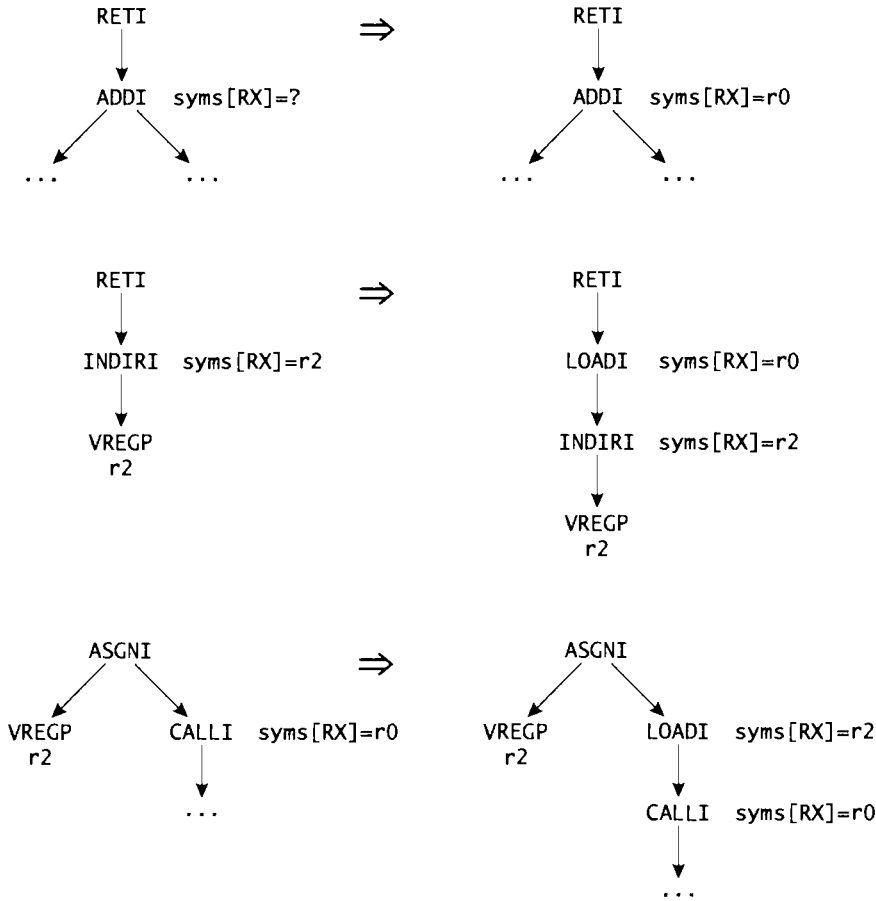 RETI ⇒ RETI
ADDI syms[RX]=? ADDI syms[RX]=r0
... ... ... ...
RETI ⇒ RETI
INDIRI syms[RX]=r2 LOADI syms[RX]=r0
VREGP INDIRI syms[RX]=r2
r2
VREGP
r2
ASGNI ⇒ ASGNI
VREGP CALLI syms[RX]=r0 VREGP LOADI syms[RX]=r2
r2 r2
... CALLI syms[RX]=r0
...